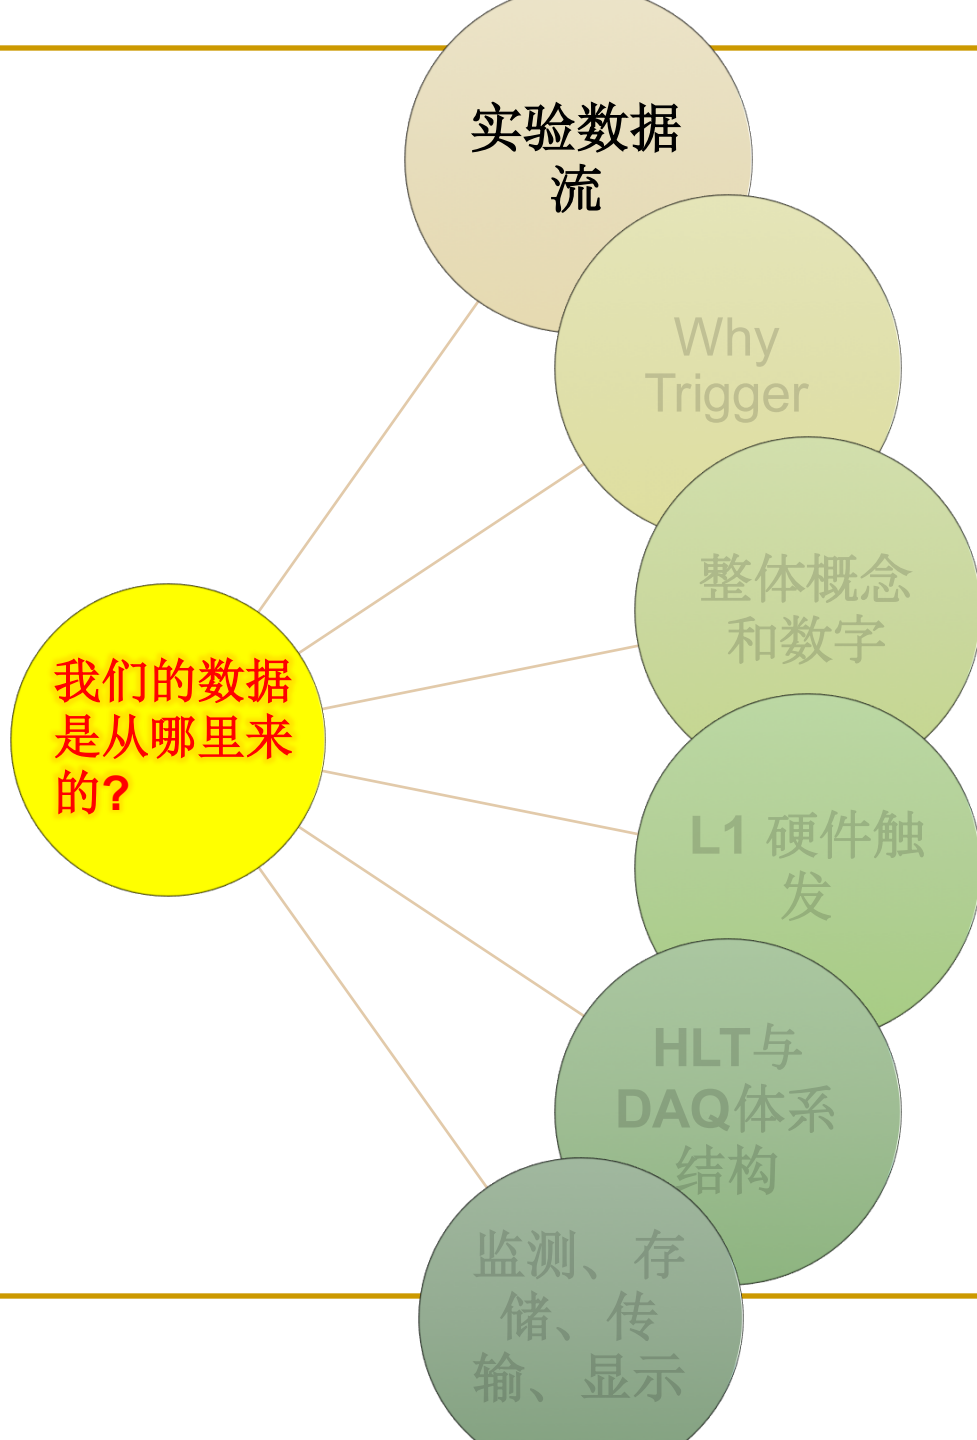 实验数据
流
Why
Trigger
整体概念
和数字
我们的数据
是从哪里来
的?
L1 硬件触
发
HLT与
DAQ体系
结构
监测、存
储、传
输、显示